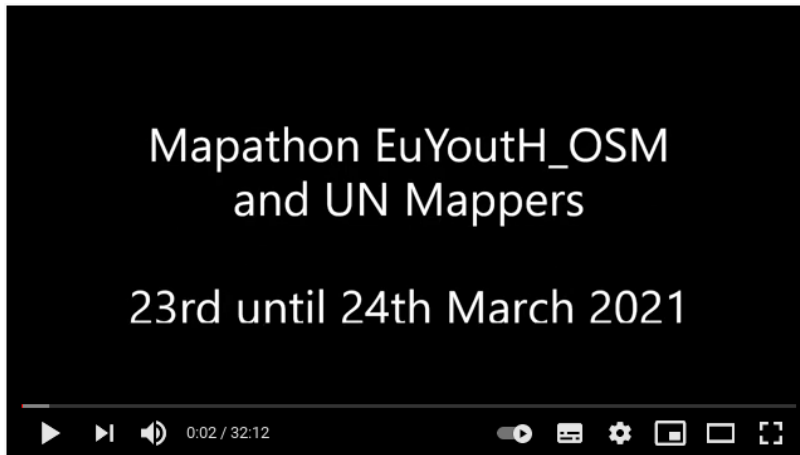 Mapathon EuYoutH_OSM
and UN Mappers
23rd until 24th March 2021
0:02 / 32:12